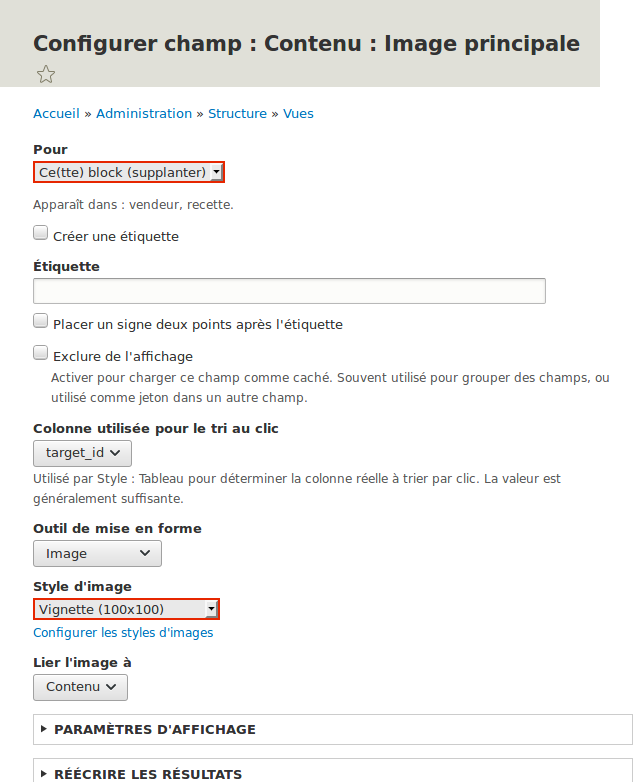 Configurer champ : Contenu : Image principale
Accueil » Administration » Structure » Vues
Pour
Ce(tte) block (supplanter)
Apparaît dans : vendeur, recette.
Créer une étiquette
Étiquette
Placer un signe deux points après l'étiquette
Exclure de l'affichage
Activer pour charger ce champ comme caché. Souvent utilisé pour grouper des champs, ou
utilisé comme jeton dans un autre champ.
Colonne utilisée pour le tri au clic
target_id
Utilisé par Style : Tableau pour déterminer la colonne réelle à trier par clic. La valeur est
généralement suffisante.
Outil de mise en forme
Image
Style d'image
Vignette (100x100)
Configurer les styles d'images
Lier l'image à
Contenu
PARAMÈTRES D'AFFICHAGE
RÉÉCRIRE LES RÉSULTATS